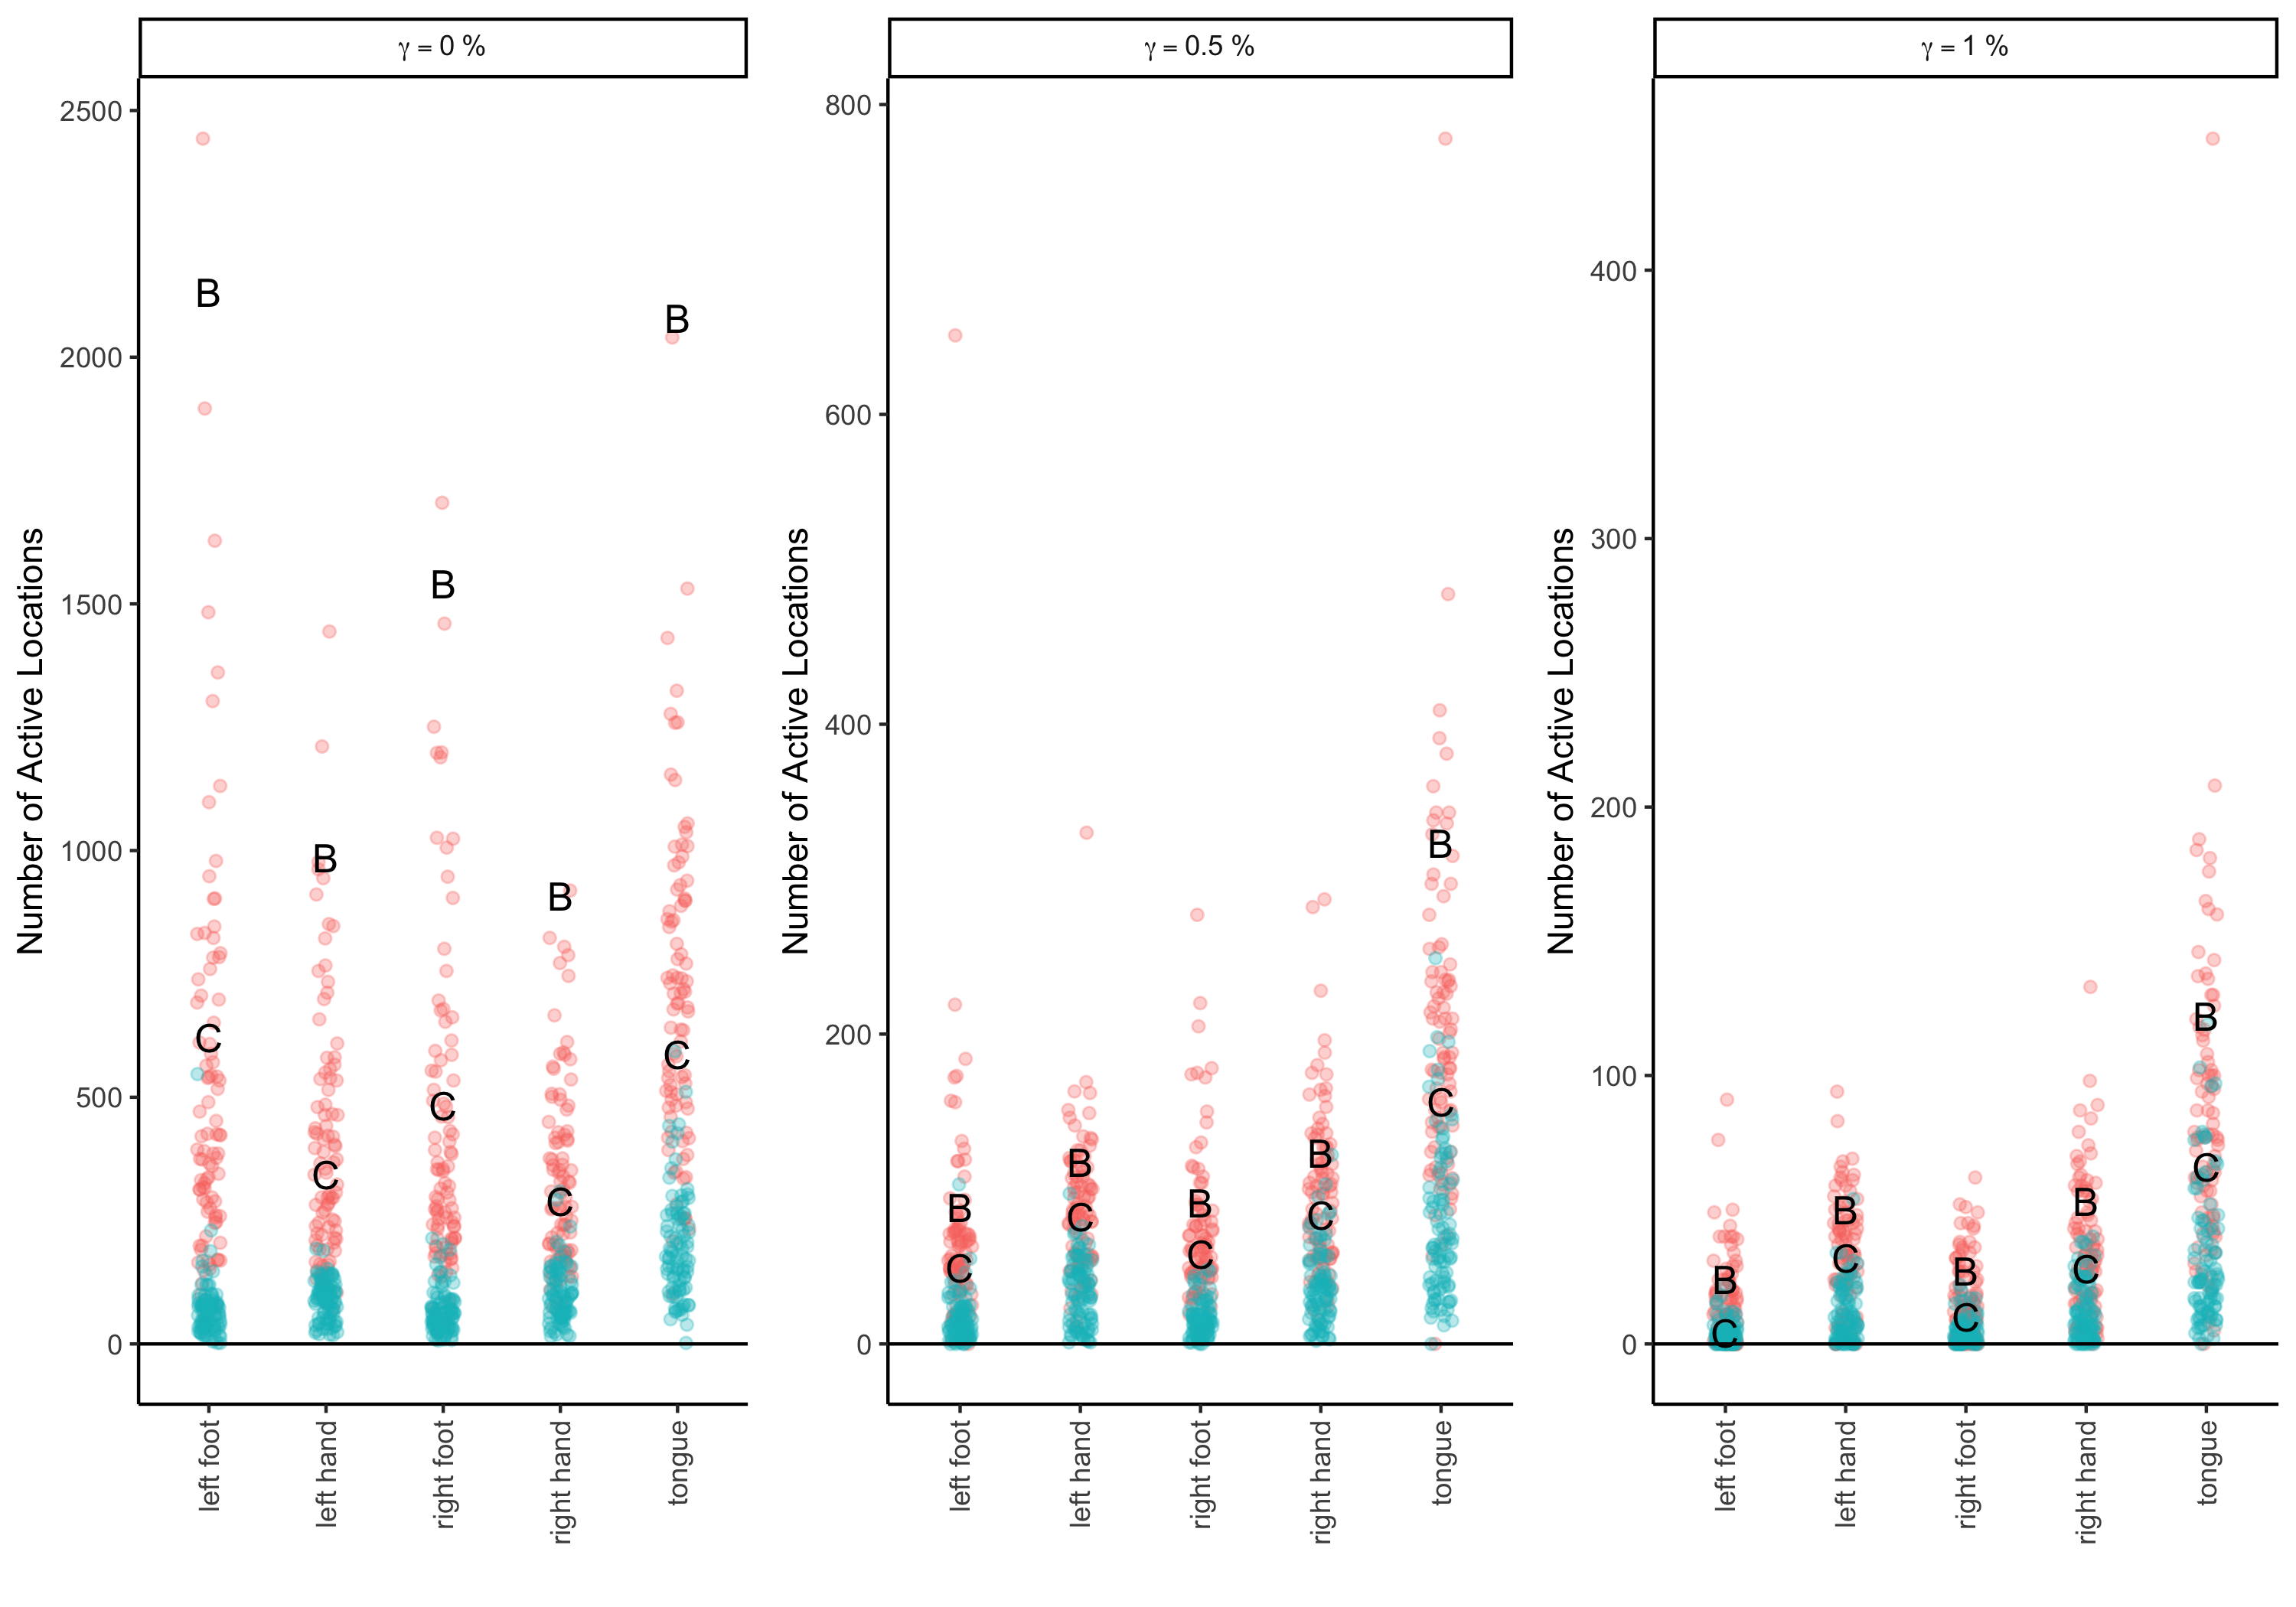 γ = 0 %
γ = 0.5 %
γ = 1 %
Number of Active Locations
2500
2000
1500
1000
500
0
B
C
B
C
B
C
B
C
B
C
left foot
left hand
right foot
right hand
tongue
Number of Active Locations
800
600
400
200
0
B
C
B
C
B
C
B
C
B
C
left foot
left hand
right foot
right hand
tongue
Number of Active Locations
400
300
200
100
0
B
C
B
C
B
C
B
C
B
C
left foot
left hand
right foot
right hand
tongue